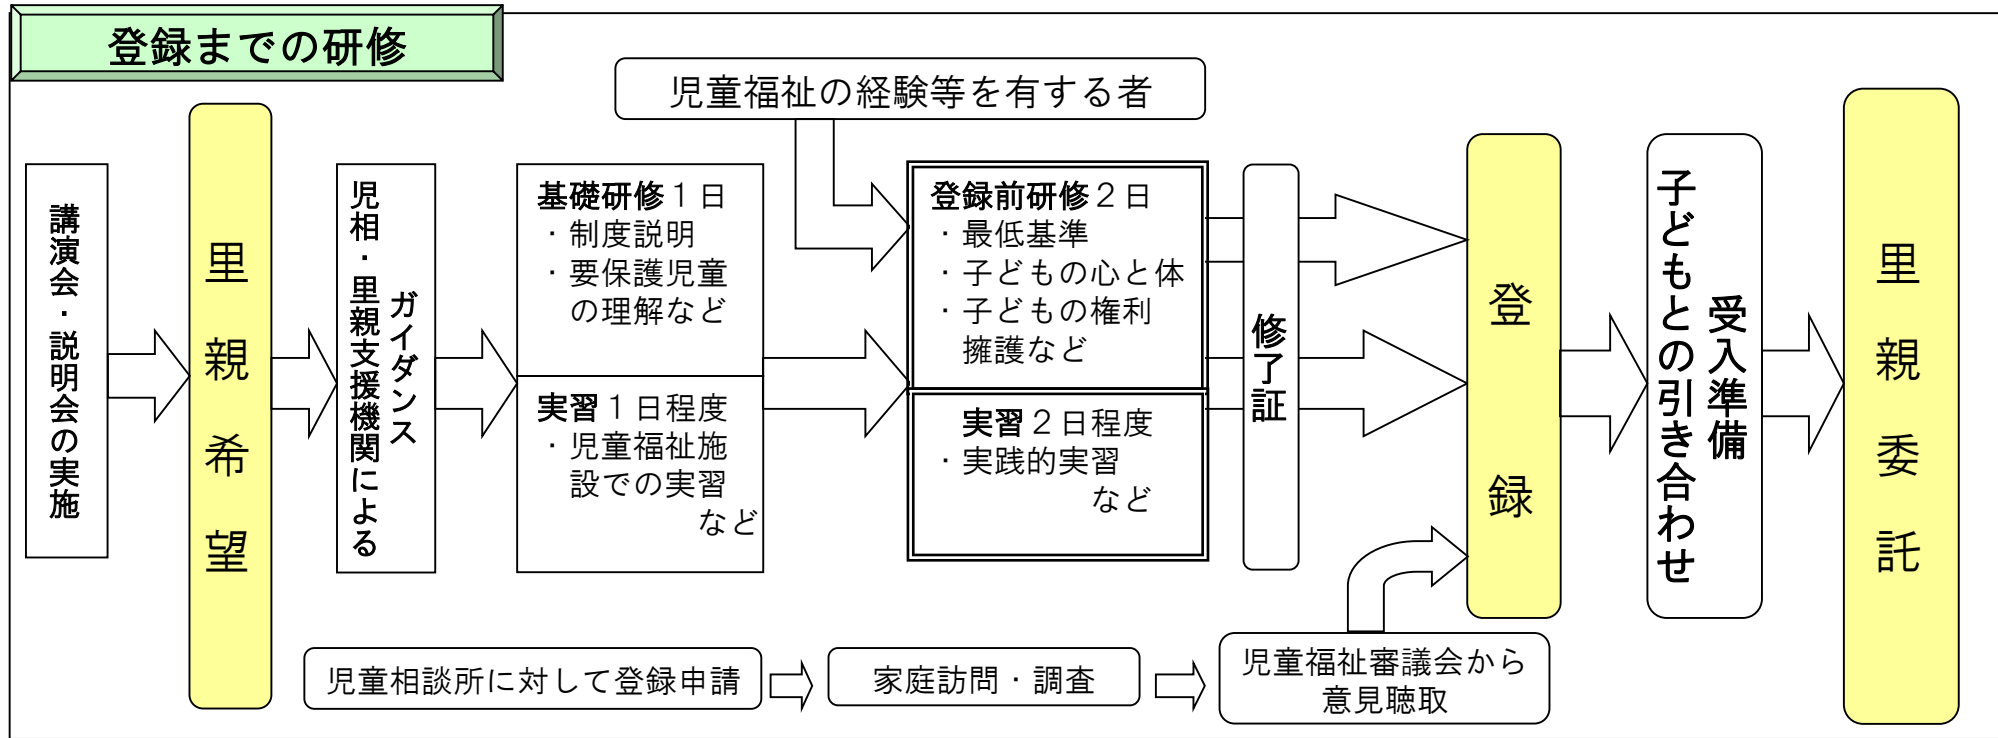 登録までの研修
児童福祉の経験等を有する者
講演会・説明会の実施
里親希望
児相・里親支援機関による
ガイダンス
基礎研修１日
・制度説明
・要保護児童
の理解など
実習１日程度
・児童福祉施
設での実習
など
登録前研修２日
・最低基準
・子どもの心と体
・子どもの権利
擁護など
実習２日程度
・実践的実習
など
修了証
登録
子どもとの引き合わせ
受入準備
里親委託
児童相談所に対して登録申請
家庭訪問・調査
児童福祉審議会から
意見聴取